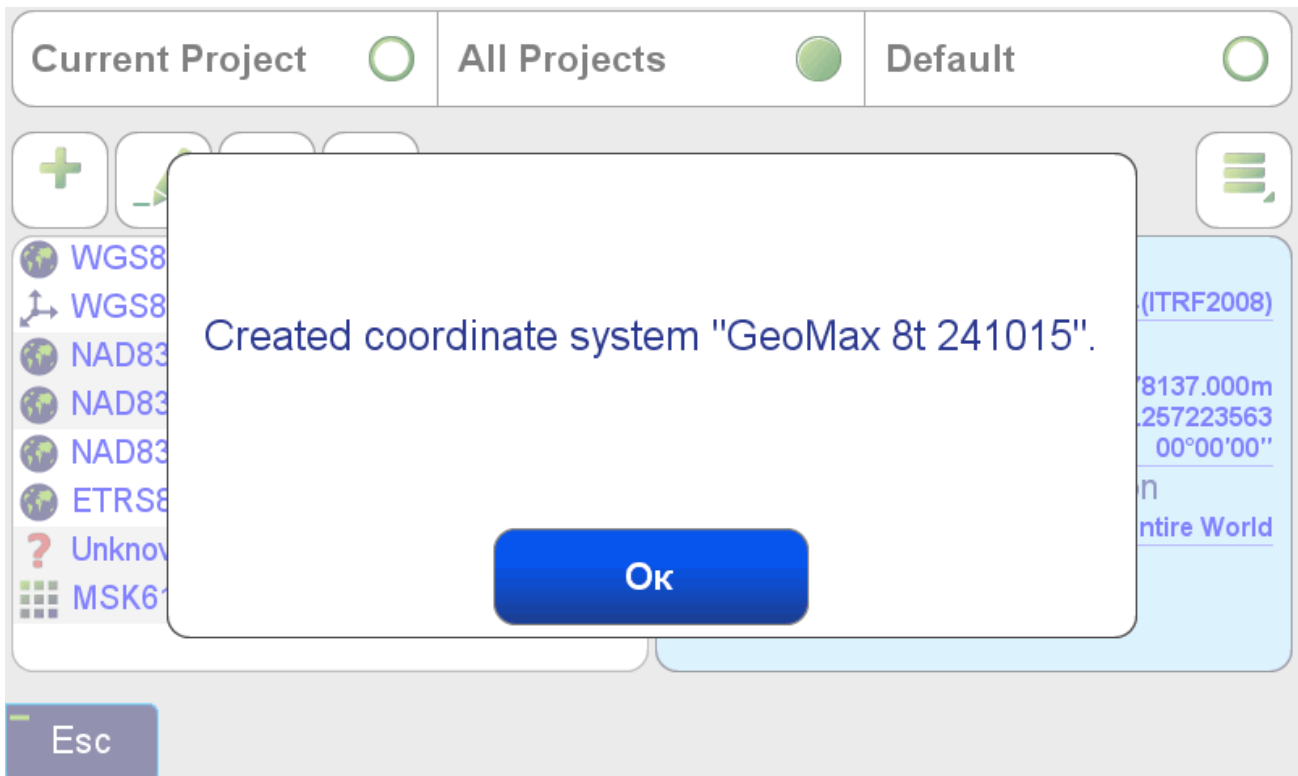 Current Project
All Projects
Default
WGS8
WGS8
NAD83
NAD83
NAD83
ETRS8
Unknov
MSK61
Created coordinate system "GeoMax 8t 241015".
Ок
(ITRF2008)
78137.000m
.257223563
00°00'00''
on
ntire World
Esc